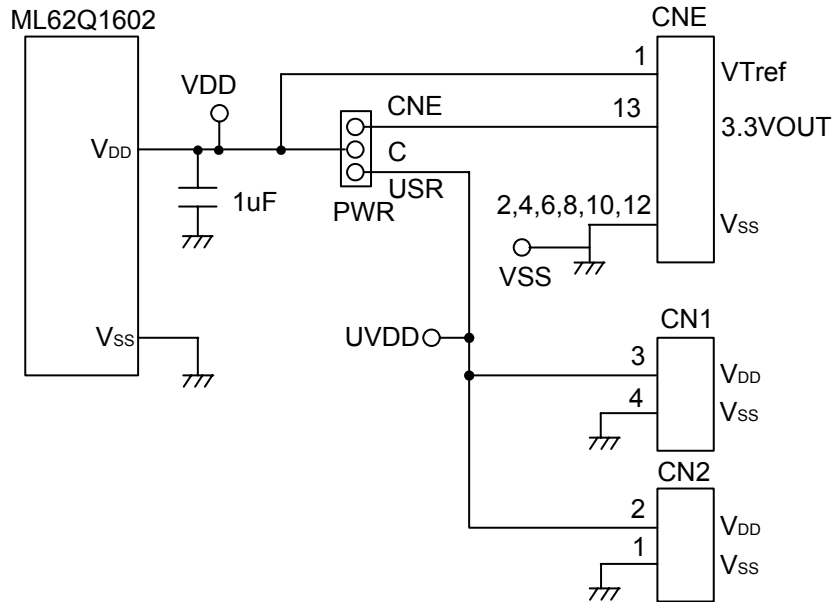 ML62Q1602
CNE
VDD
1
VTref
CNE
13
3.3VOUT
VDD
C
USR
1uF
PWR
2,4,6,8,10,12
VSS
VSS
VSS
UVDD
CN1
3
VDD
4
VSS
CN2
2
VDD
1
VSS